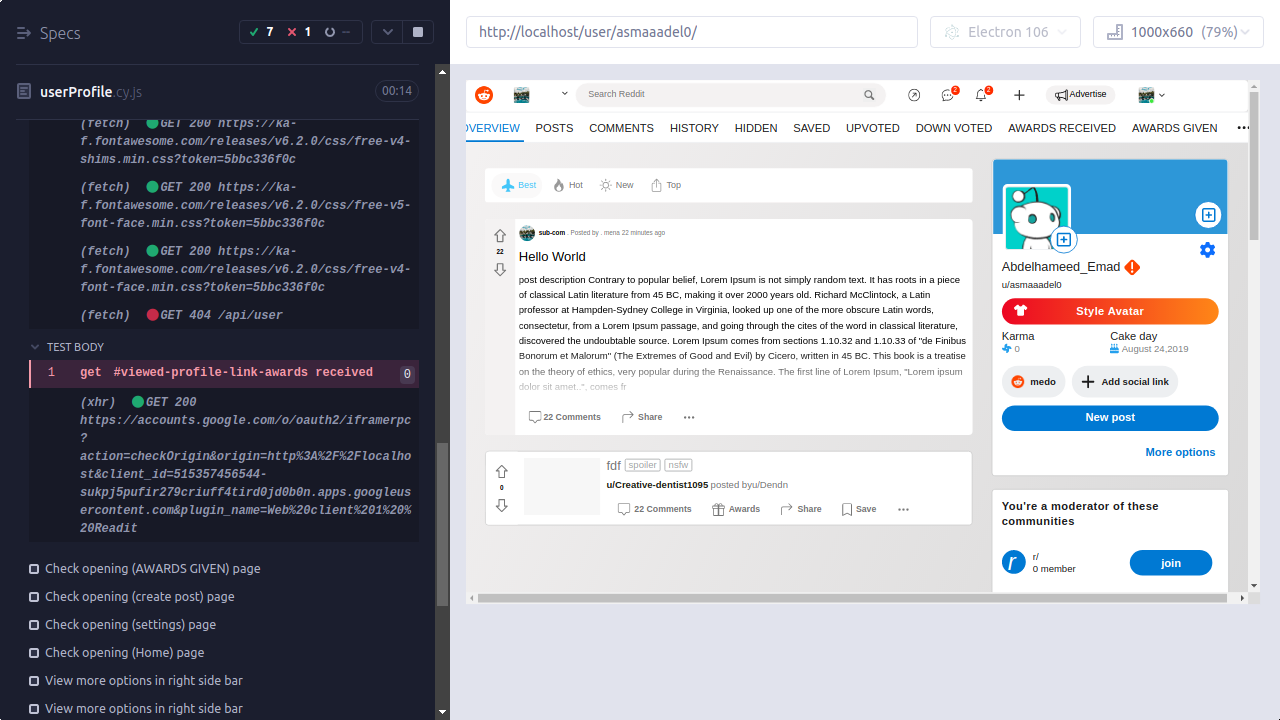 Specs
7
1
--
http://localhost/user/asmaaadel0/
Electron 106
1000x660 (79%)
userProfile.cy.js
00:14
(fetch) GET 200 https://ka-
f.fontawesome.com/releases/v6.2.0/css/free-v4-
shims.min.css?token=5bbc336f0c
(fetch) GET 200 https://ka-
f.fontawesome.com/releases/v6.2.0/css/free-v5-
font-face.min.css?token=5bbc336f0c
(fetch) GET 200 https://ka-
f.fontawesome.com/releases/v6.2.0/css/free-v4-
font-face.min.css?token=5bbc336f0c
(fetch) GET 404 /api/user
TEST BODY
1 get #viewed-profile-link-awards received 0
(xhr) GET 200
https://accounts.google.com/o/oauth2/iframerpc
?
action=checkOrigin&origin=http%3A%2F%2Flocalho
st&client_id=515357456544-
sukpj5pufir279criuff4tird0jd0b0n.apps.googleus
ercontent.com&plugin_name=Web%20client%201%20%
20Readit
Check opening (AWARDS GIVEN) page
Check opening (create post) page
Check opening (settings) page
Check opening (Home) page
View more options in right side bar
View more options in right side bar
Search Reddit
2
2
Advertise
OVERVIEW POSTS COMMENTS HISTORY HIDDEN SAVED UPVOTED DOWN VOTED AWARDS RECEIVED AWARDS GIVEN
Best
Hot
New
Top
22
sub-com . Posted by . mena 22 minutes ago
Hello World
post description Contrary to popular belief, Lorem Ipsum is not simply random text. It has roots in a piece
of classical Latin literature from 45 BC, making it over 2000 years old. Richard McClintock, a Latin
professor at Hampden-Sydney College in Virginia, looked up one of the more obscure Latin words,
consectetur, from a Lorem Ipsum passage, and going through the cites of the word in classical literature,
discovered the undoubtable source. Lorem Ipsum comes from sections 1.10.32 and 1.10.33 of "de Finibus
Bonorum et Malorum" (The Extremes of Good and Evil) by Cicero, written in 45 BC. This book is a treatise
on the theory of ethics, very popular during the Renaissance. The first line of Lorem Ipsum, "Lorem ipsum
dolor sit amet..", comes fr
22 Comments
Share
0
fdf spoiler nsfw
u/Creative-dentist1095 posted byu/Dendn
22 Comments
Awards
Share
Save
Abdelhameed_Emad
u/asmaaadel0
Style Avatar
Karma
0
Cake day
August 24,2019
medo
Add social link
New post
More options
You're a moderator of these
communities
r
r/
0 member
join